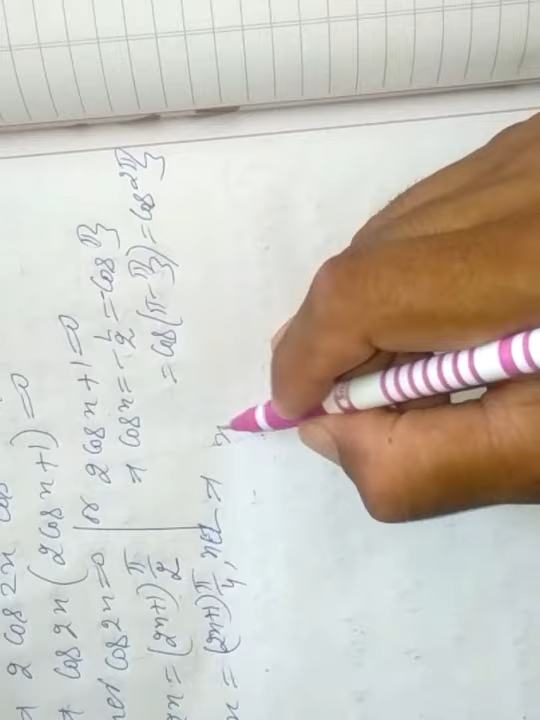 ⇒ 2 cos 2x cos
⇒ cos 2x (2 cos x + 1) = 0
cos 2x = 0 | or 2 cos x + 1 = 0
2x = (2n+1) π/2 | ⇒ cos x = -1/2 = -cos π/3
= cos(π - π/3) = cos 2π/3
x = (2n+1) π/4, n∈Z ⇒